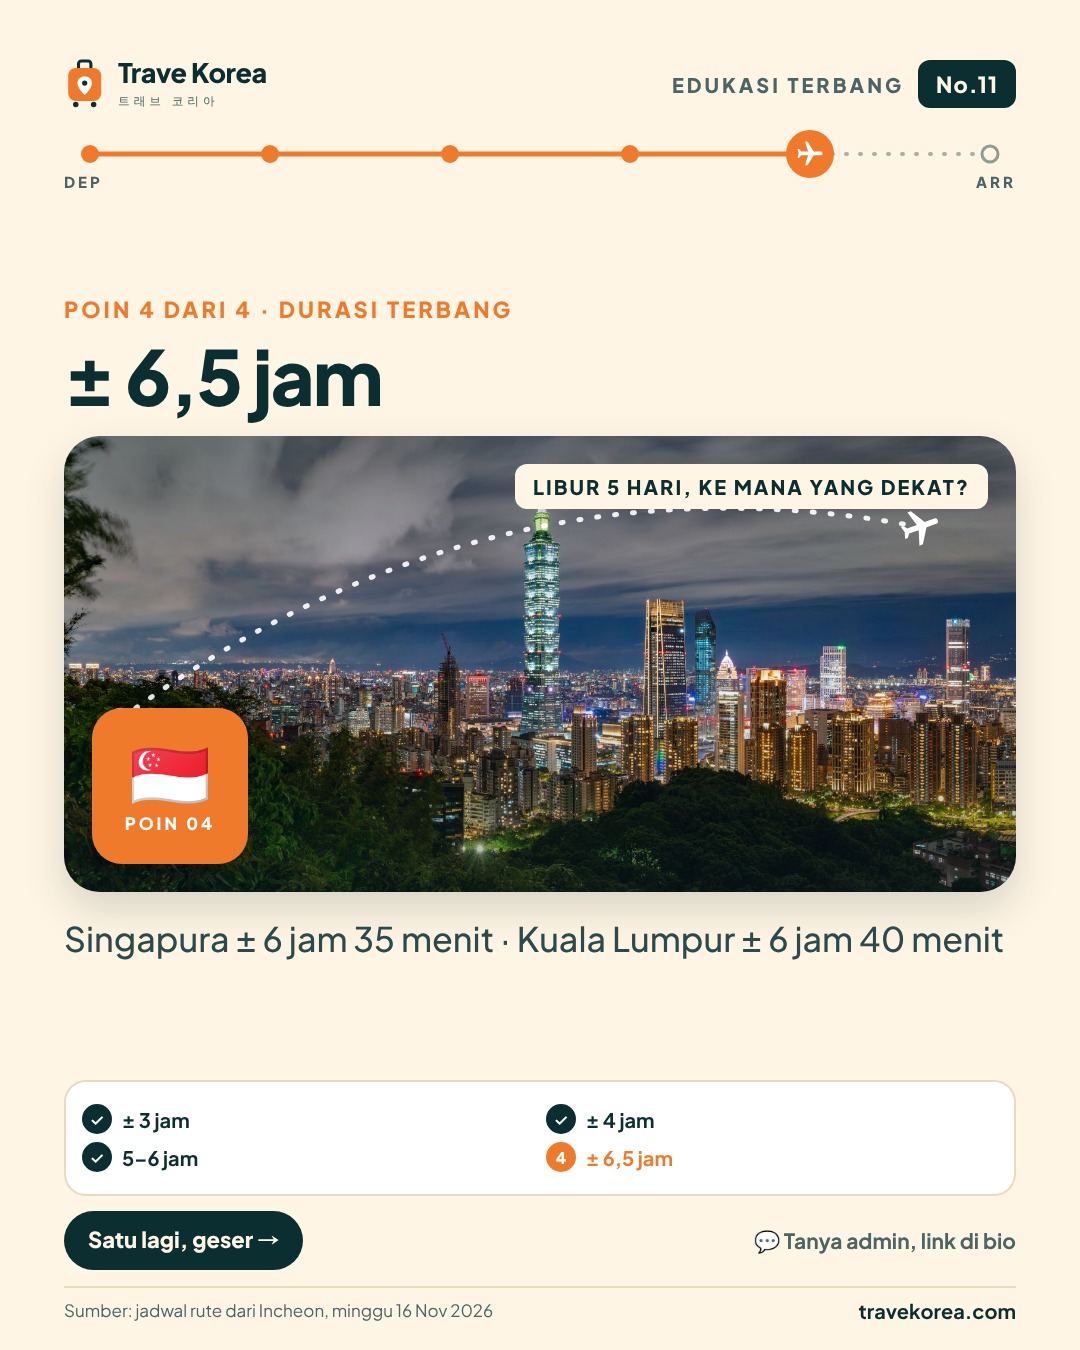 Trave Korea
트래브 코리아
EDUKASI TERBANG
No.11
DEP
ARR
POIN 4 DARI 4 · DURASI TERBANG
± 6,5 jam
LIBUR 5 HARI, KE MANA YANG DEKAT?
POIN 04
Singapura ± 6 jam 35 menit · Kuala Lumpur ± 6 jam 40 menit
± 3 jam
± 4 jam
5–6 jam
4 ± 6,5 jam
Satu lagi, geser →
💬 Tanya admin, link di bio
Sumber: jadwal rute dari Incheon, minggu 16 Nov 2026
travekorea.com